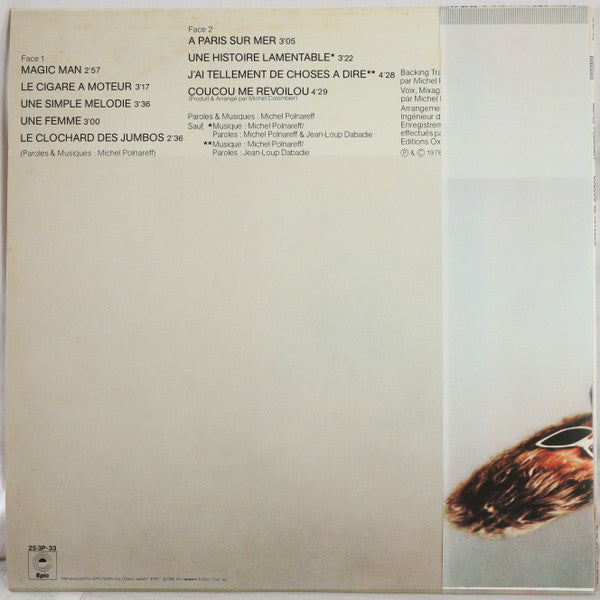 Face 1
MAGIC MAN 2'57
LE CIGARE A MOTEUR 3'17
UNE SIMPLE MELODIE 3'36
UNE FEMME 3'00
LE CLOCHARD DES JUMBOS 2'36
(Paroles & Musiques : Michel Polnareff)
Face 2
A PARIS SUR MER 3'05
UNE HISTOIRE LAMENTABLE* 3'22
J'AI TELLEMENT DE CHOSES A DIRE** 4'28
COUCOU ME REVOILOU 4'29
(Produit & Arrangé par Michel Colombier)
Paroles & Musiques : Michel Polnareff
Sauf, *Musique : Michel Polnareff/
Paroles : Michel Polnareff & Jean-Loup Dabadie
**Musique : Michel Polnareff/
Paroles : Jean-Loup Dabadie
Backing Tra
par Michel
Voix, Mixag
par Michel
Arrangemen
Ingénieur d
Enregistrem
effectués pa
Editions Ox
℗ & © 1978
25·3P-33
Epic